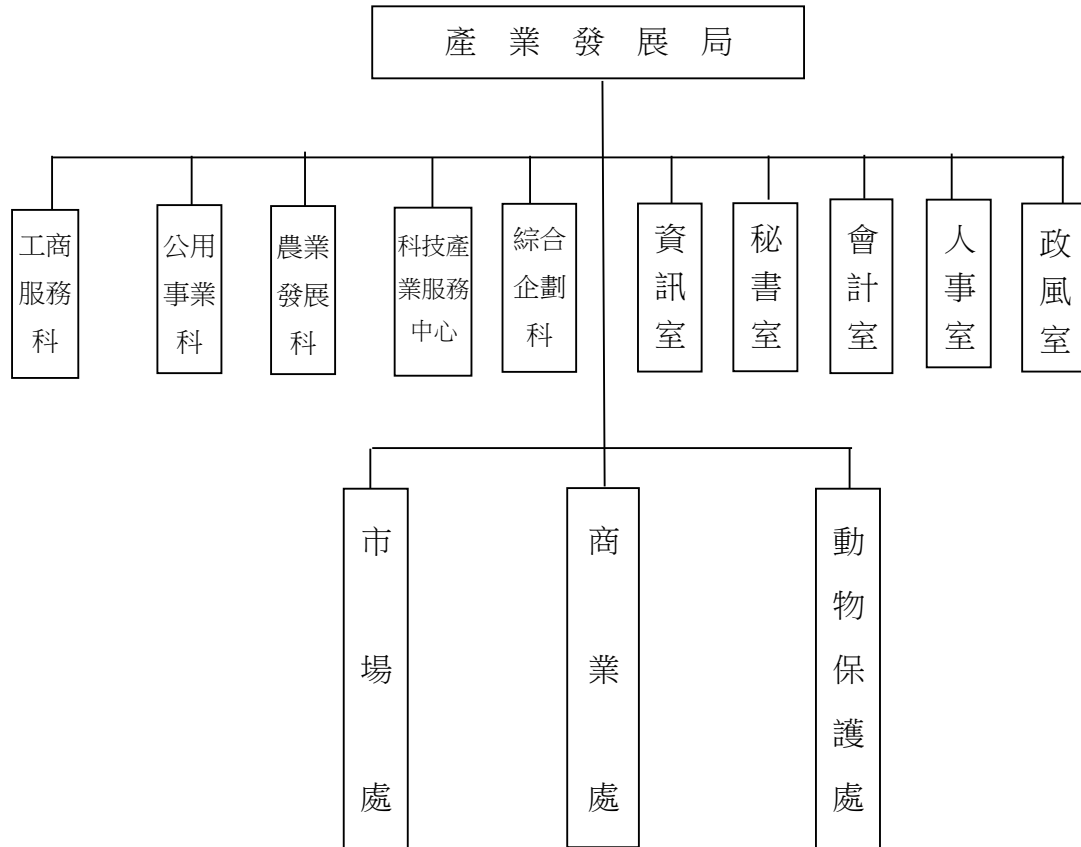 產業發展局
工商
服務
科
公用
事業
科
農業
發展
科
科技產
業服務
中心
綜合
企劃
科
資訊室
秘書室
會計室
人事室
政風室
市場處
商業處
動物保護處